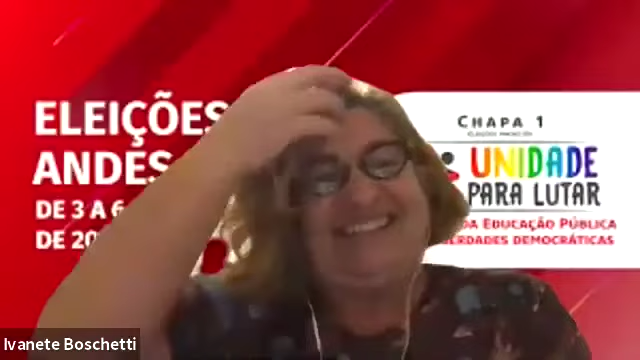 ELEIÇÕES
ANDES
DE 3 A 6
DE 20
CHAPA 1
UNIDADE
PARA LUTAR
DA EDUCAÇÃO PÚBLICA
ERDADES DEMOCRÁTICAS
Ivanete Boschetti